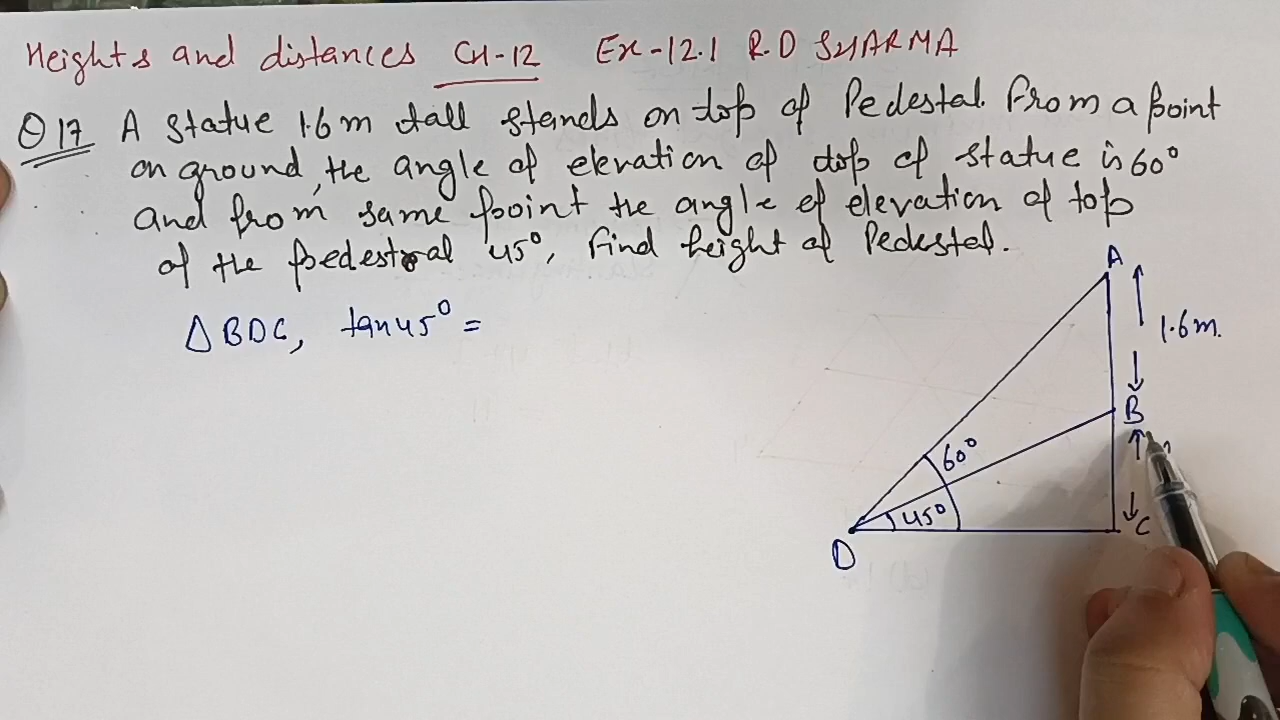 Heights and distances CH-12 Ex-12.1 R.D SHARMA
Q17 A statue 1.6m tall stands on top of Pedestal. From a point
on ground, the angle of elevation of top of statue is 60°
and from same point the angle of elevation of top
of the pedestal 45°, find height of Pedestal.
△BDC, tan45° =
A
1.6m.
B
60°
45°
C
D